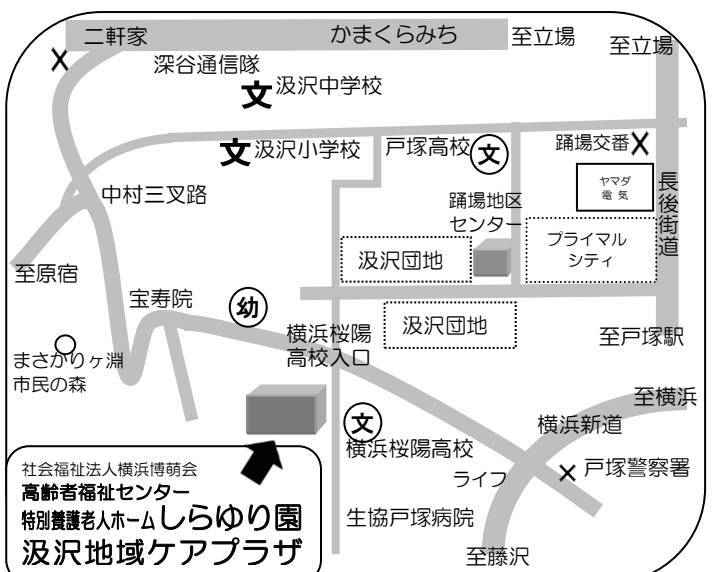 二軒家
かまくらみち
至立場
至立場
深谷通信隊
文
汲沢中学校
文
汲沢小学校
戸塚高校
文
踊場交番
ヤマダ
電気
長後街道
中村三叉路
踊場地区
センター
プライマル
シティ
汲沢団地
至原宿
宝寿院
幼
汲沢団地
横浜桜陽
高校入口
至戸塚駅
まさかりヶ淵
市民の森
至横浜
文
横浜新道
横浜桜陽高校
ライフ
戸塚警察署
社会福祉法人横浜博萌会
高齢者福祉センター
特別養護老人ホームしらゆり園
汲沢地域ケアプラザ
生協戸塚病院
至藤沢